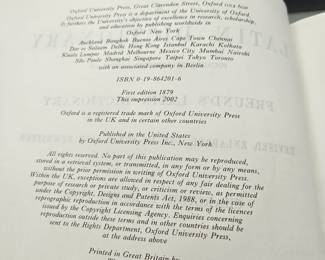 Oxford University Press, Great Clarendon Street, Oxford OX2 6DP
Oxford University Press is a department of the University of Oxford.
It furthers the University's objective of excellence in research, scholarship,
and education by publishing worldwide in
Oxford New York
Auckland Bangkok Buenos Aires Cape Town Chennai
Dar es Salaam Delhi Hong Kong Istanbul Karachi Kolkata
Kuala Lumpur Madrid Melbourne Mexico City Mumbai Nairobi
São Paulo Shanghai Singapore Taipei Tokyo Toronto
with an associated company in Berlin
ISBN 0-19-864201-6
First edition 1879
This impression 2002
Oxford is a registered trade mark of Oxford University Press
in the UK and in certain other countries
Published in the United States
by Oxford University Press Inc., New York
All rights reserved. No part of this publication may be reproduced,
stored in a retrieval system, or transmitted, in any form or by any means,
without the prior permission in writing of Oxford University Press.
Within the UK, exceptions are allowed in respect of any fair dealing for the
purpose of research or private study, or criticism or review, as permitted
under the Copyright, Designs and Patents Act, 1988, or in the case of
reprographic reproduction in accordance with the terms of the licences
issued by the Copyright Licensing Agency. Enquiries concerning
reproduction outside these terms and in other countries should be
sent to the Rights Department, Oxford University Press,
at the address above
Printed in Great Britain by